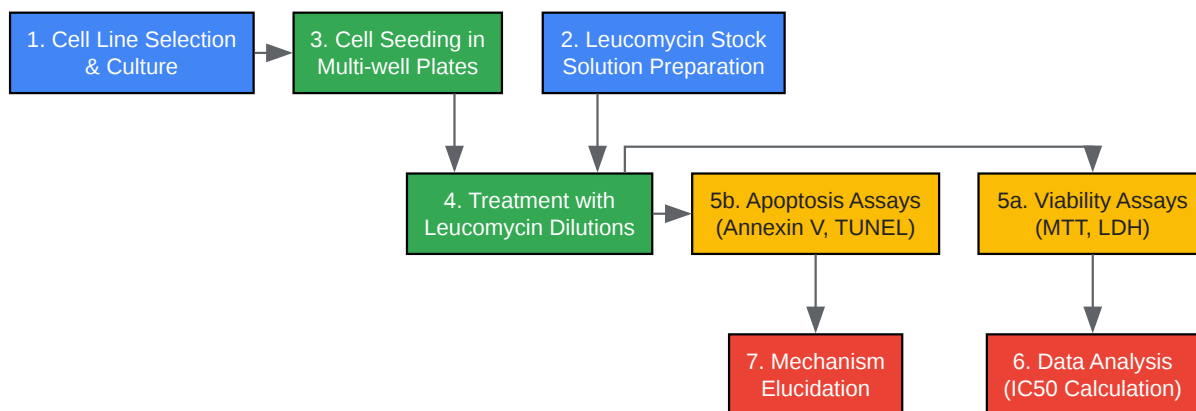 1. Cell Line Selection
& Culture
3. Cell Seeding in
Multi-well Plates
2. Leucomycin Stock
Solution Preparation
4. Treatment with
Leucomycin Dilutions
5b. Apoptosis Assays
(Annexin V, TUNEL)
5a. Viability Assays
(MTT, LDH)
7. Mechanism
Elucidation
6. Data Analysis
(IC50 Calculation)